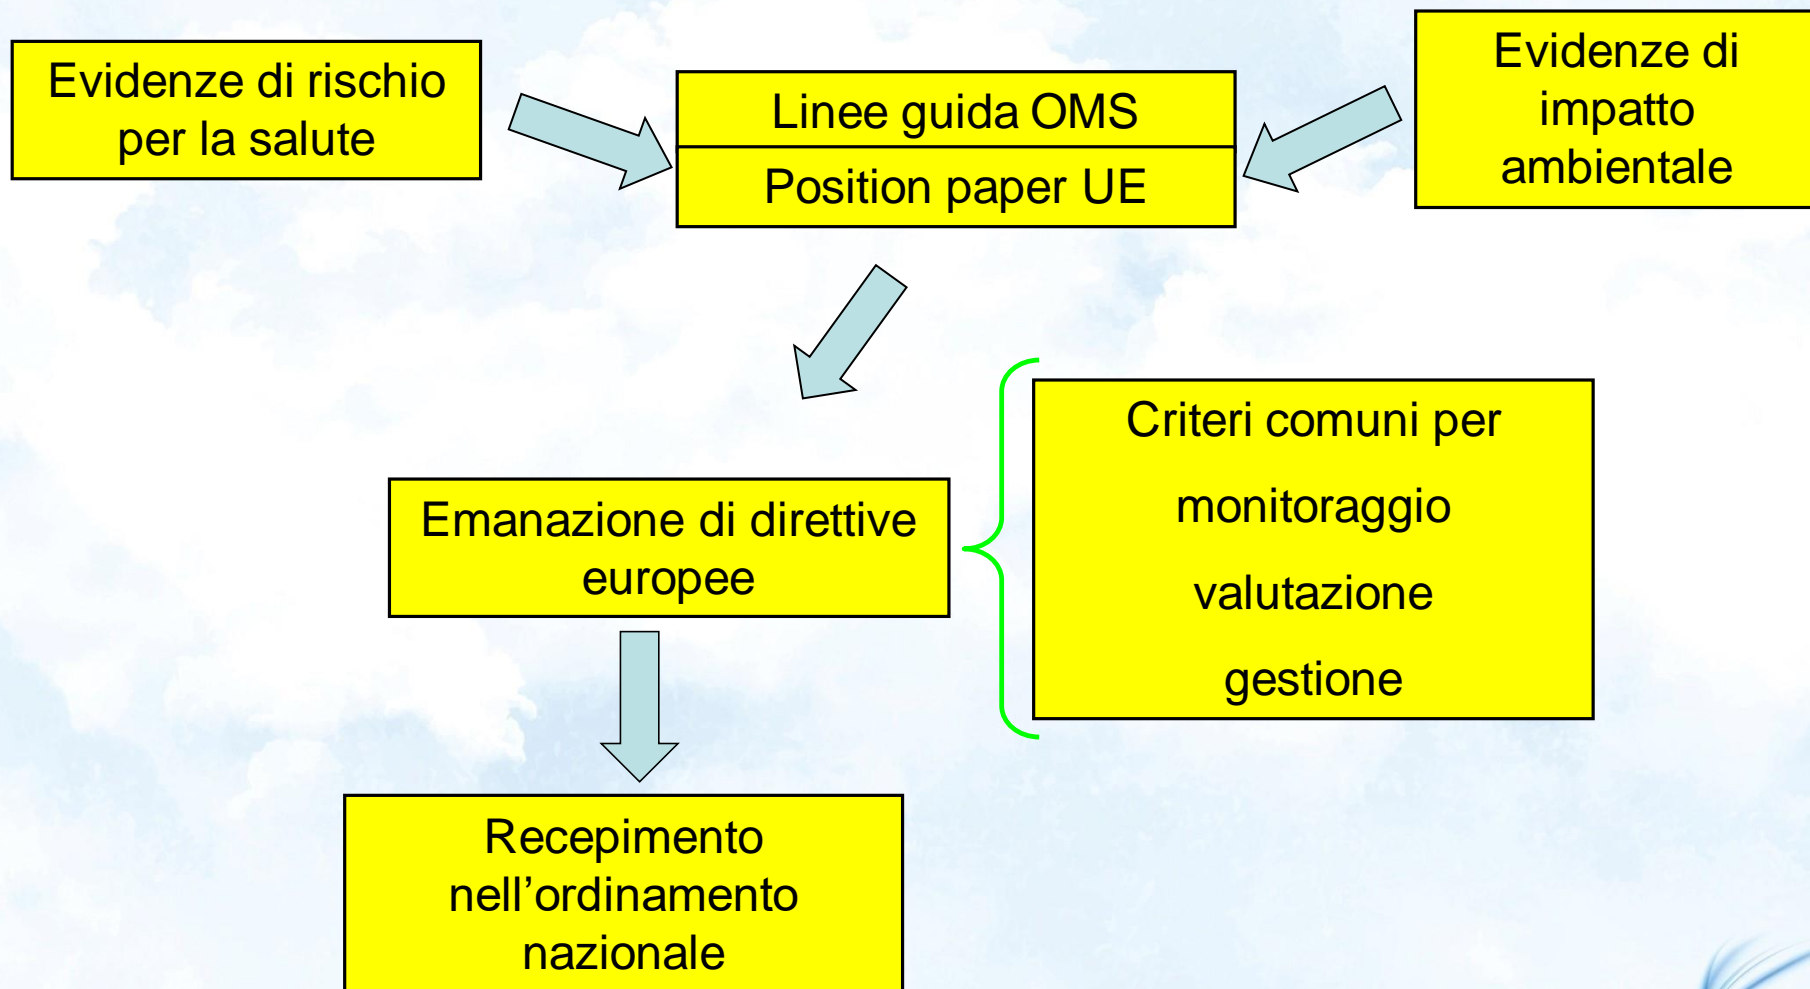 Evidenze di rischio
per la salute
Linee guida OMS
Position paper UE
Evidenze di
impatto
ambientale
Emanazione di direttive
europee
Criteri comuni per
monitoraggio
valutazione
gestione
Recepimento
nell’ordinamento
nazionale